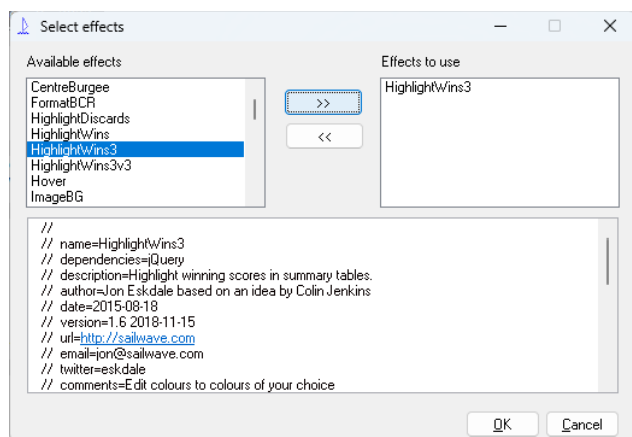 Select effects
Available effects
Effects to use
CentreBurgee
FormatBCR
HighlightDiscards
HighlightWins
HighlightWins3
HighlightWins3v3
Hover
ImageBG
>>
<<
HighlightWins3
//
// name=HighlightWins3
// dependencies=jQuery
// description=Highlight winning scores in summary tables.
// author=Jon Eskdale based on an idea by Colin Jenkins
// date=2015-08-18
// version=1.6 2018-11-15
// url=http://sailwave.com
// email=jon@sailwave.com
// twitter=eskdale
// comments=Edit colours to colours of your choice
OK
Cancel